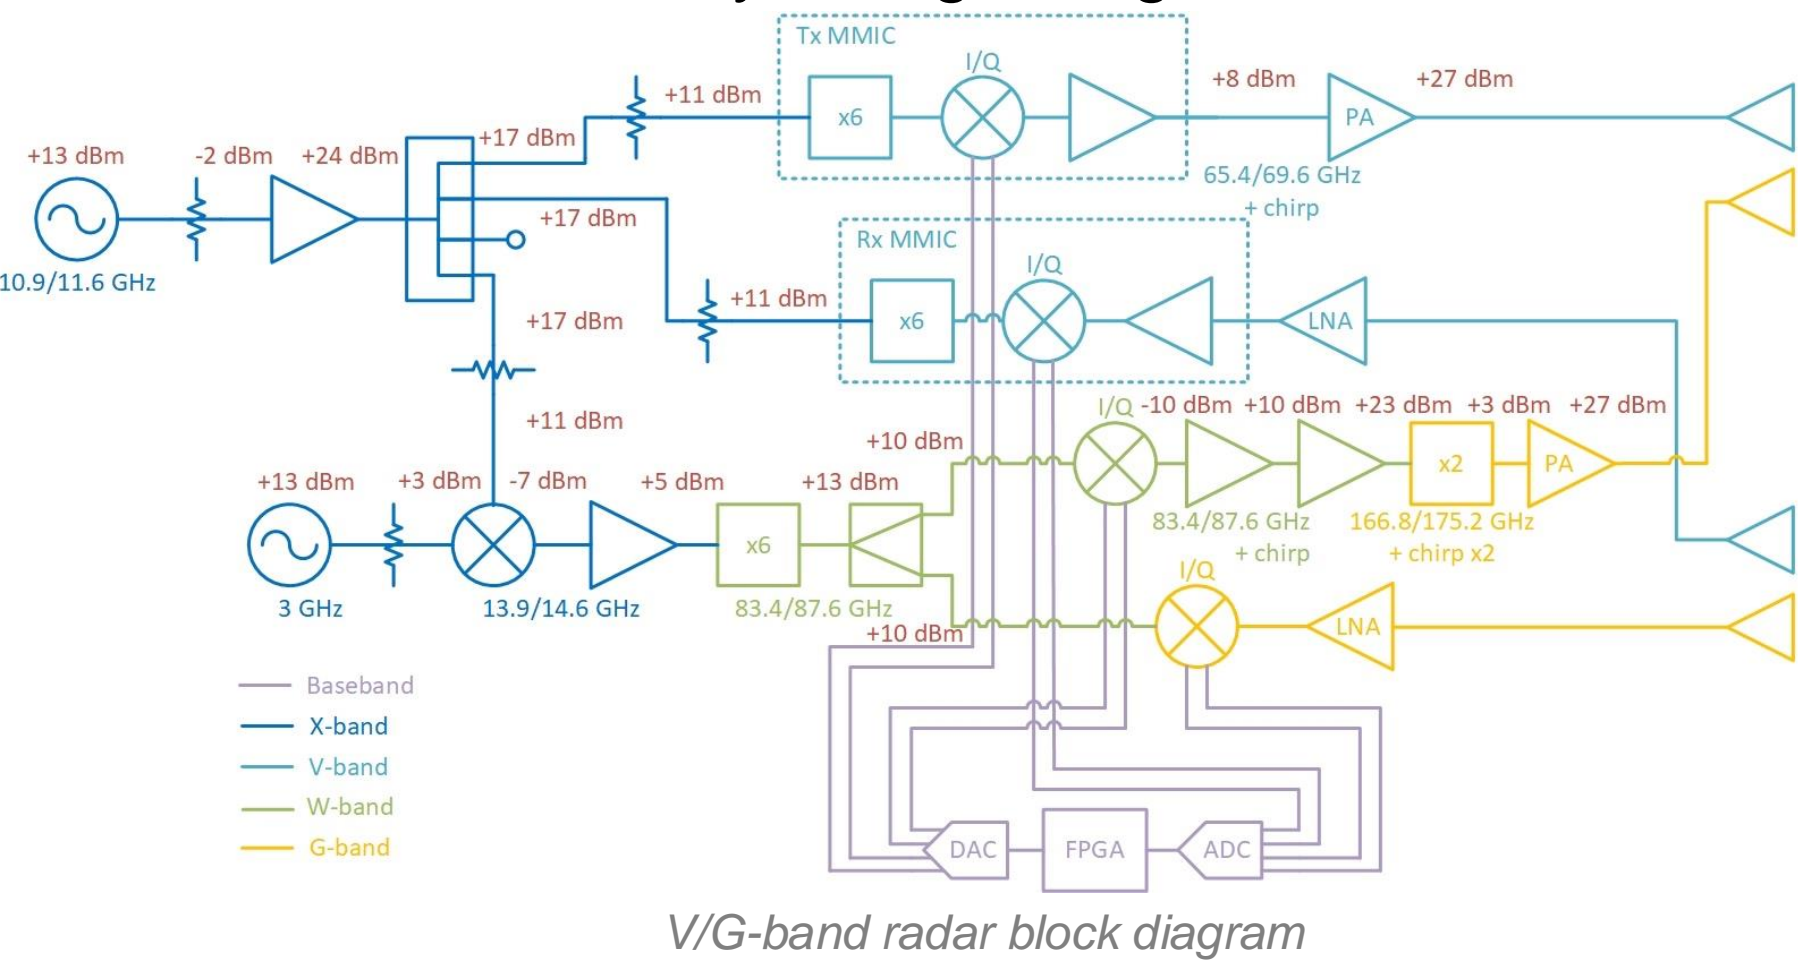 Tx MMIC
I/Q
+11 dBm
+8 dBm
+27 dBm
x6
PA
+13 dBm
-2 dBm
+24 dBm
+17 dBm
65.4/69.6 GHz
+ chirp
+17 dBm
10.9/11.6 GHz
Rx MMIC
I/Q
+17 dBm
+11 dBm
x6
LNA
+11 dBm
I/Q
-10 dBm
+10 dBm
+23 dBm
+3 dBm
+27 dBm
+10 dBm
x2
PA
+13 dBm
+3 dBm
-7 dBm
+5 dBm
+13 dBm
x6
83.4/87.6 GHz
+ chirp
166.8/175.2 GHz
+ chirp x2
I/Q
3 GHz
13.9/14.6 GHz
83.4/87.6 GHz
+10 dBm
LNA
Baseband
X-band
V-band
W-band
G-band
DAC
FPGA
ADC
V/G-band radar block diagram